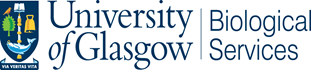 University of Glasgow
Biological Services
VIA VERITAS VITA